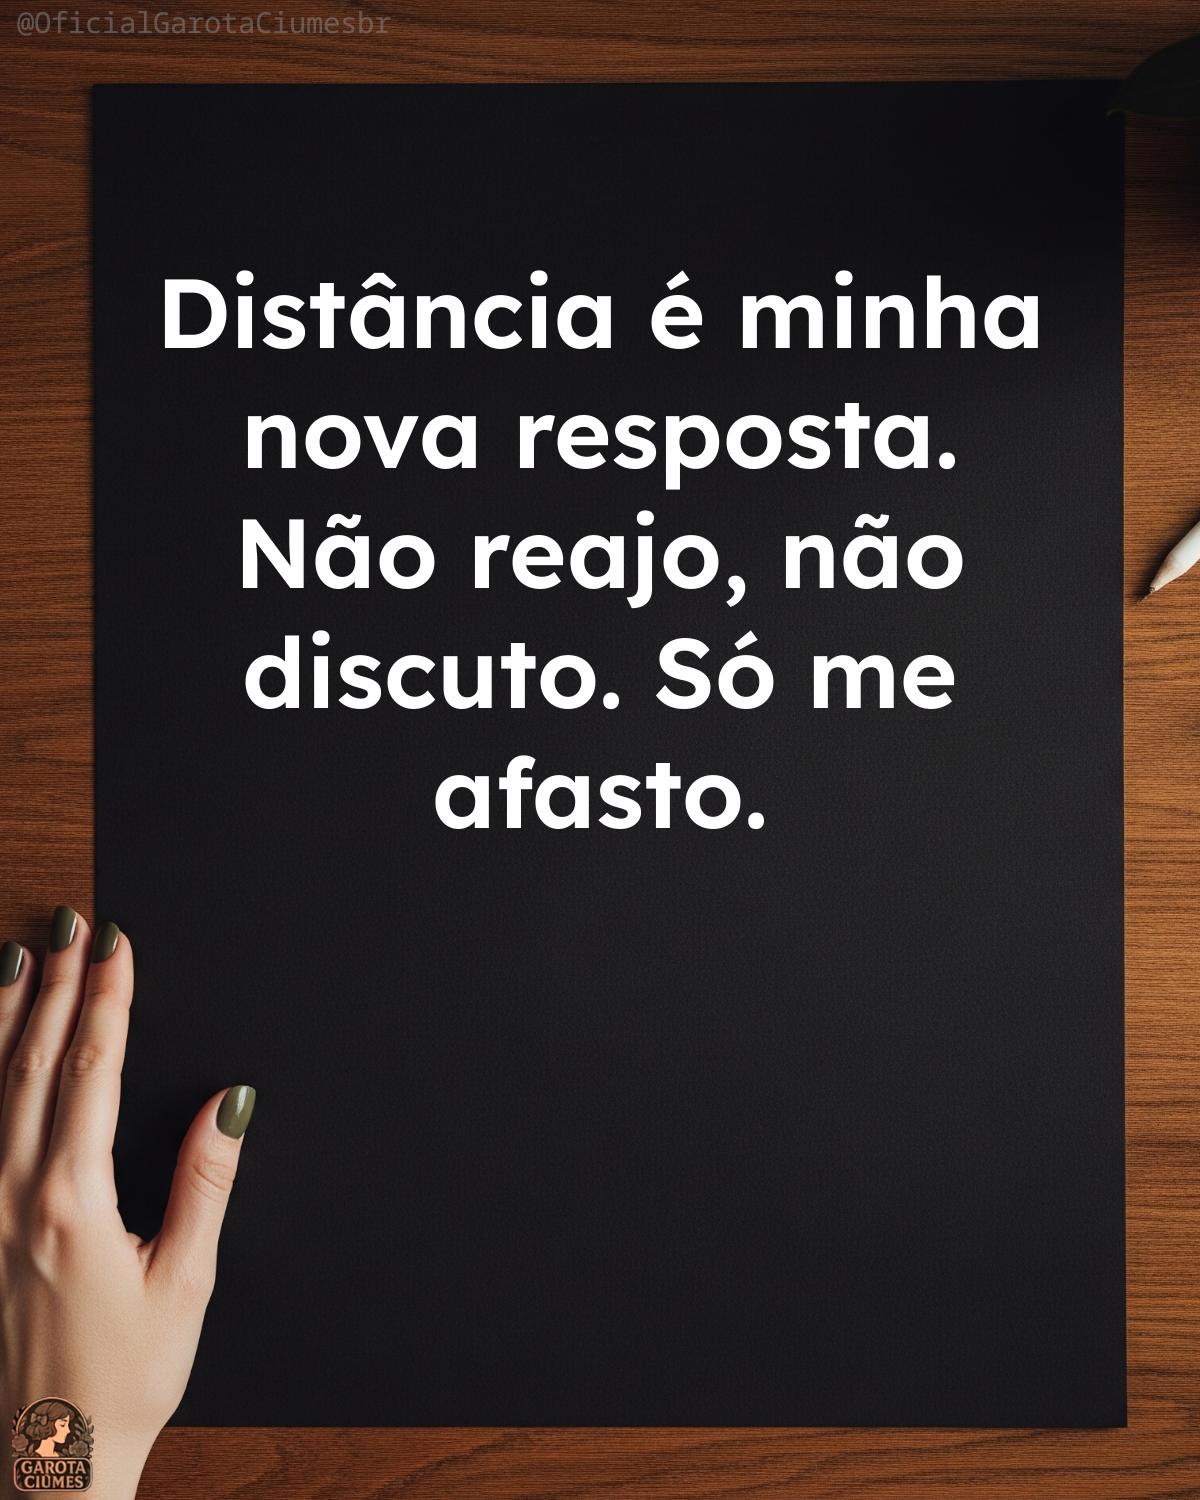 @OficialGarotaCiumesbr
Distância é minha
nova resposta.
Não reajo, não
discuto. Só me
afasto.
GAROTA
CIÚMES